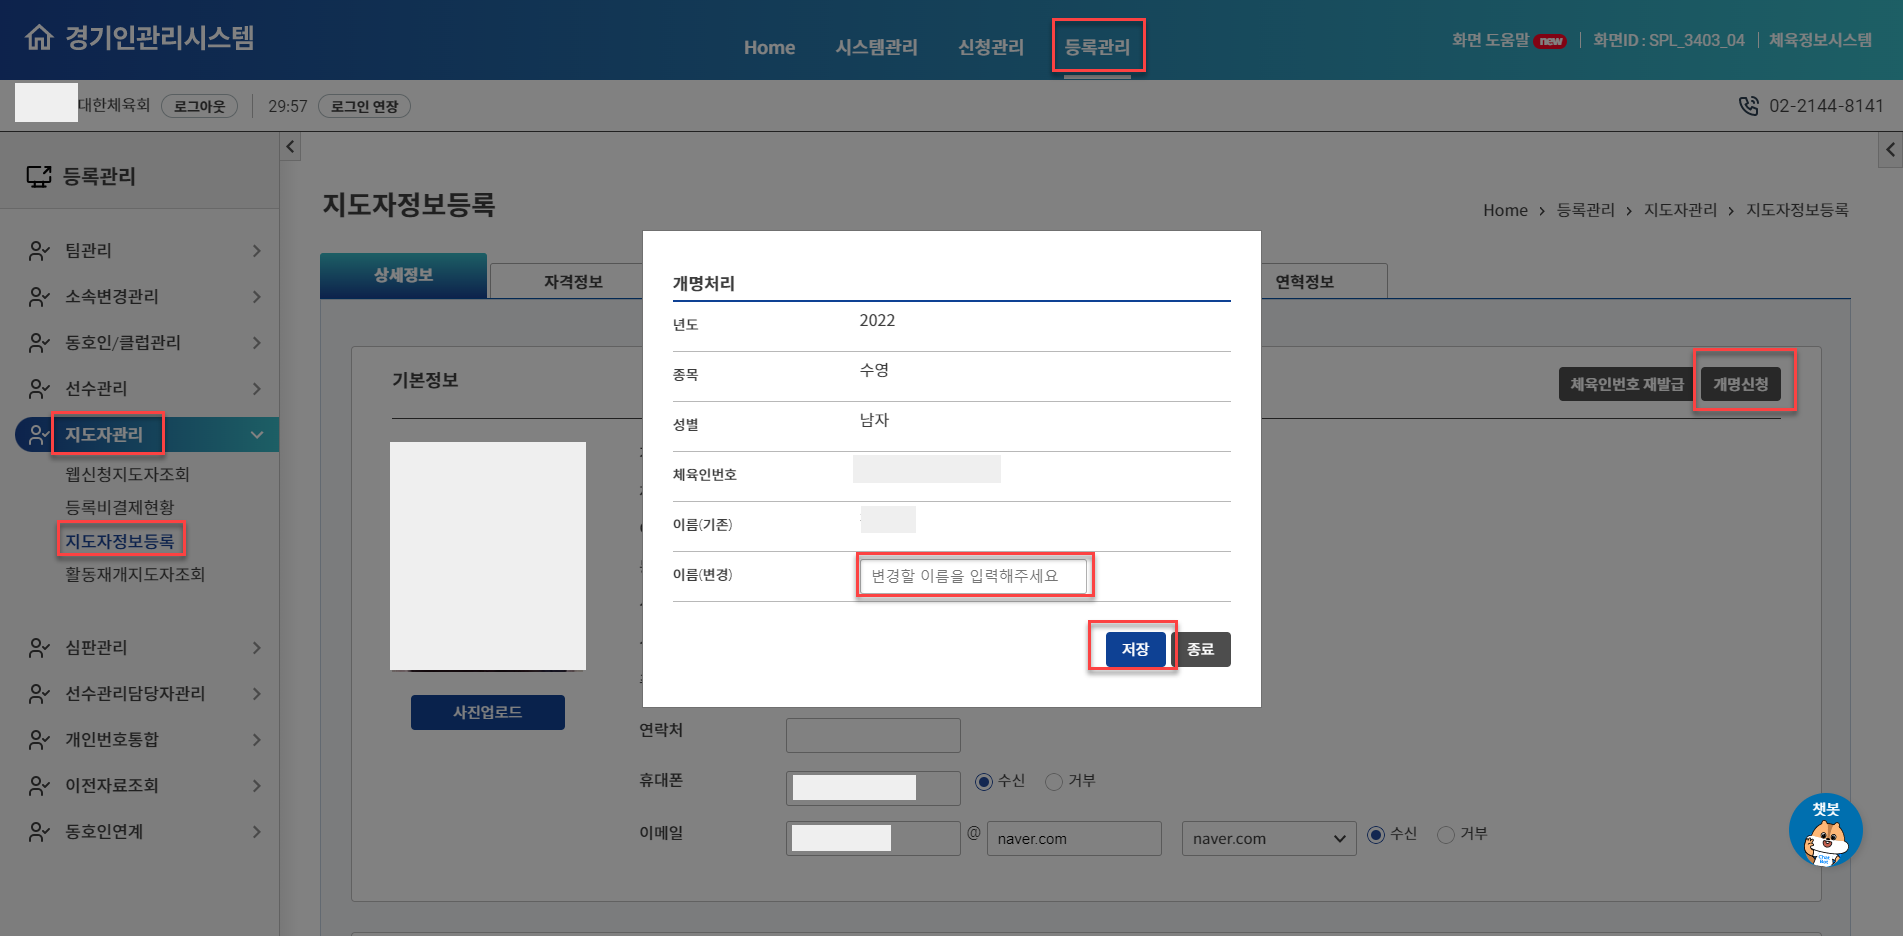 경기인관리시스템
Home 시스템관리 신청관리 등록관리
화면 도움말 new 화면ID : SPL_3403_04 체육정보시스템
대한체육회 로그아웃 29:57 로그인 연장
02-2144-8141
등록관리
팀관리
소속변경관리
동호인/클럽관리
선수관리
지도자관리
웹신청지도자조회
등록비결제현황
지도자정보등록
활동재개지도자조회
심판관리
선수관리담당자관리
개인번호통합
이전자료조회
동호인연계
지도자정보등록
Home > 등록관리 > 지도자관리 > 지도자정보등록
상세정보 자격정보 연혁정보
기본정보
체육인번호 재발급 개명신청
사진업로드
개명처리
년도 2022
종목 수영
성별 남자
체육인번호
이름(기존)
이름(변경) 변경할 이름을 입력해주세요
저장 종료
연락처
휴대폰 수신 거부
이메일 @ naver.com naver.com 수신 거부
챗봇
Chat Bot